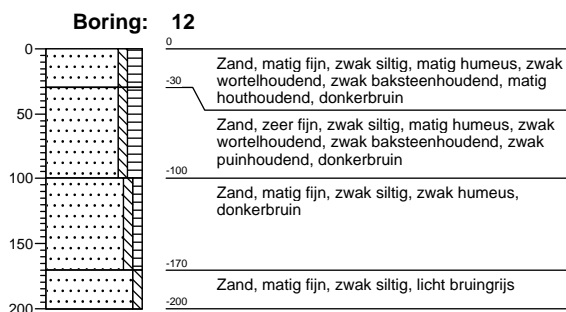 Boring: 12
0
0
Zand, matig fijn, zwak siltig, matig humeus, zwak
wortelhoudend, zwak baksteenhoudend, matig
houthoudend, donkerbruin
-30
50
Zand, zeer fijn, zwak siltig, matig humeus, zwak
wortelhoudend, zwak baksteenhoudend, zwak
puinhoudend, donkerbruin
100
-100
Zand, matig fijn, zwak siltig, zwak humeus,
donkerbruin
150
-170
Zand, matig fijn, zwak siltig, licht bruingrijs
200
-200